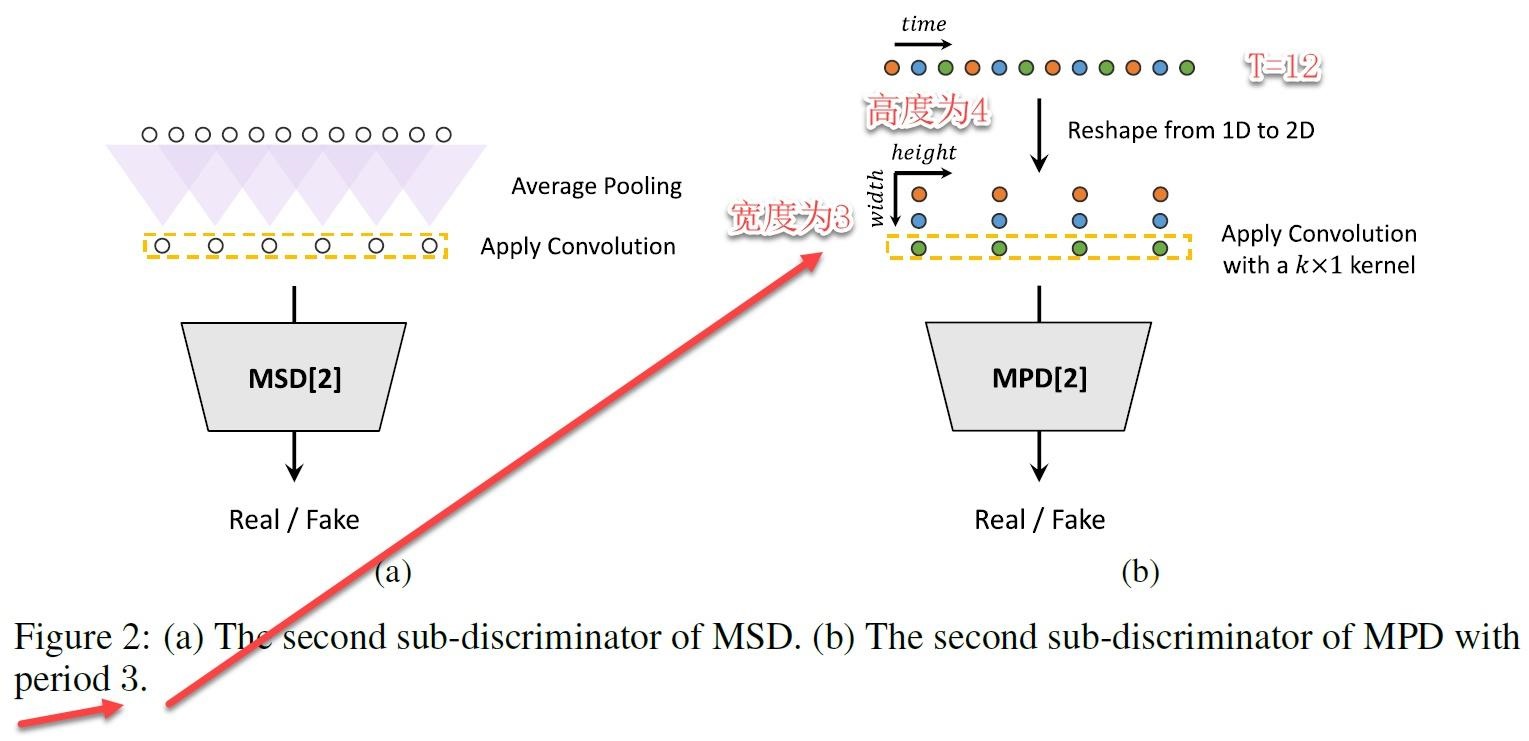 Average Pooling
Apply Convolution
MSD[2]
Real / Fake
(a)
time
T=12
高度为4
Reshape from 1D to 2D
height
width
宽度为3
Apply Convolution
with a k×1 kernel
MPD[2]
Real / Fake
(b)
Figure 2: (a) The second sub-discriminator of MSD. (b) The second sub-discriminator of MPD with
period 3.